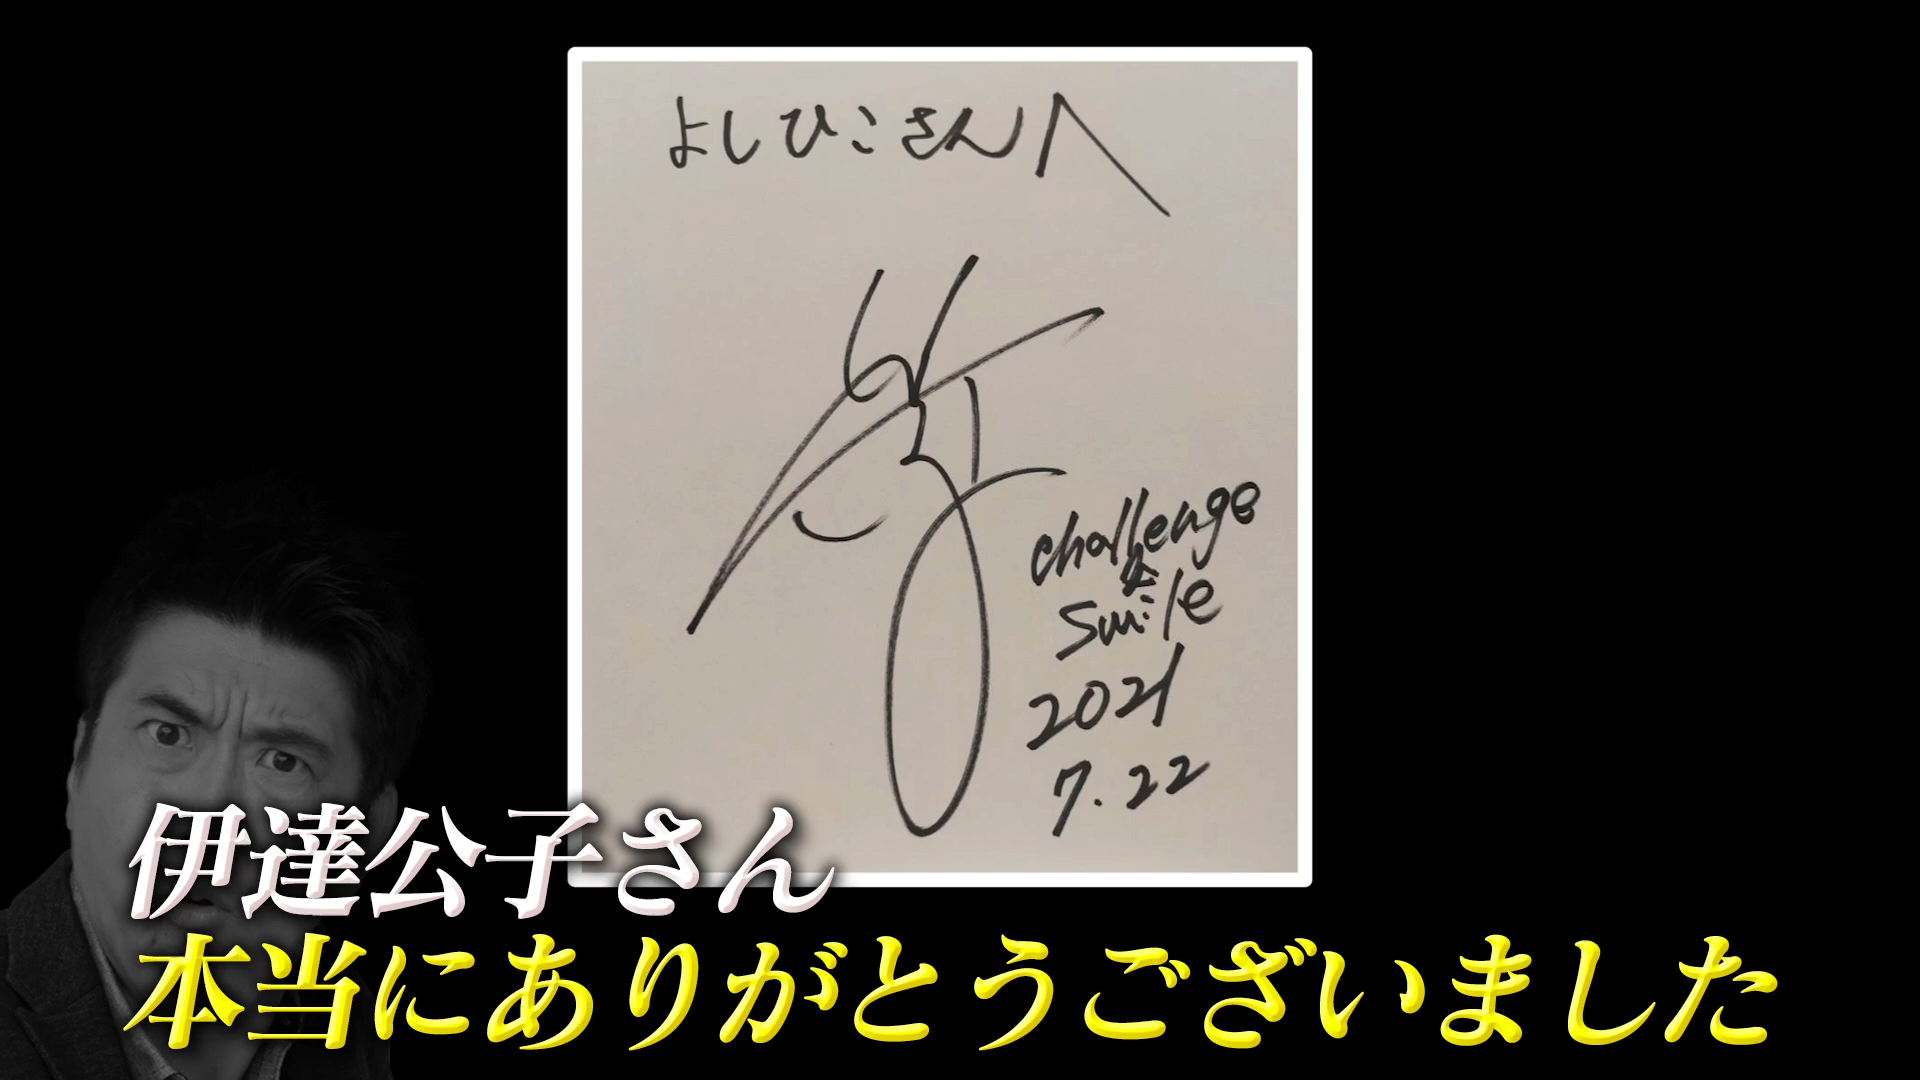 よしひこさんへ
challenge
&
smile
2021
7.22
伊達公子さん
本当にありがとうございました